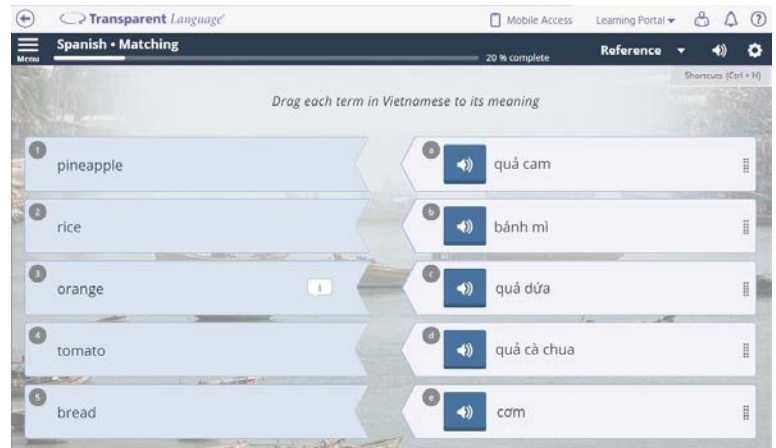 Transparent Language
Mobile Access
Learning Portal
Menu
Spanish • Matching
20 % complete
Reference
Shortcuts (Ctrl + H)
Drag each term in Vietnamese to its meaning
1 pineapple
a quả cam
2 rice
b bánh mì
3 orange
c quả dứa
4 tomato
d quả cà chua
5 bread
e cơm